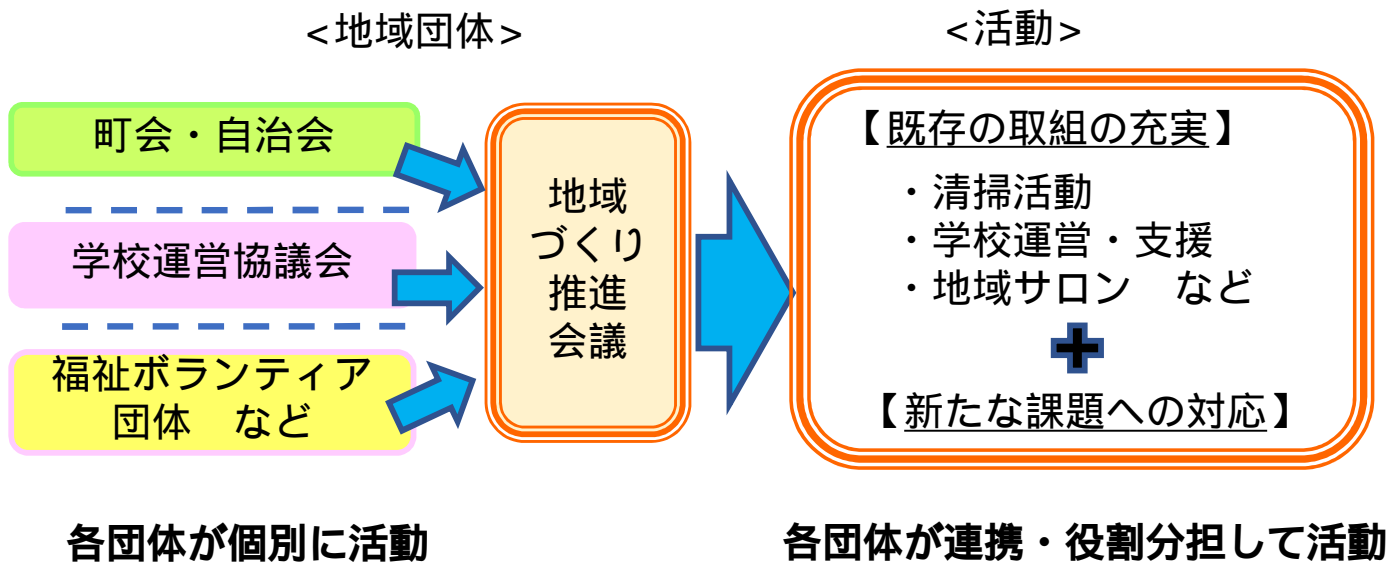 <地域団体>
<活動>
町会・自治会
学校運営協議会
福祉ボランティア
団体　など
地域
づくり
推進
会議
【既存の取組の充実】
・清掃活動
・学校運営・支援
・地域サロン　など
【新たな課題への対応】
各団体が個別に活動
各団体が連携・役割分担して活動